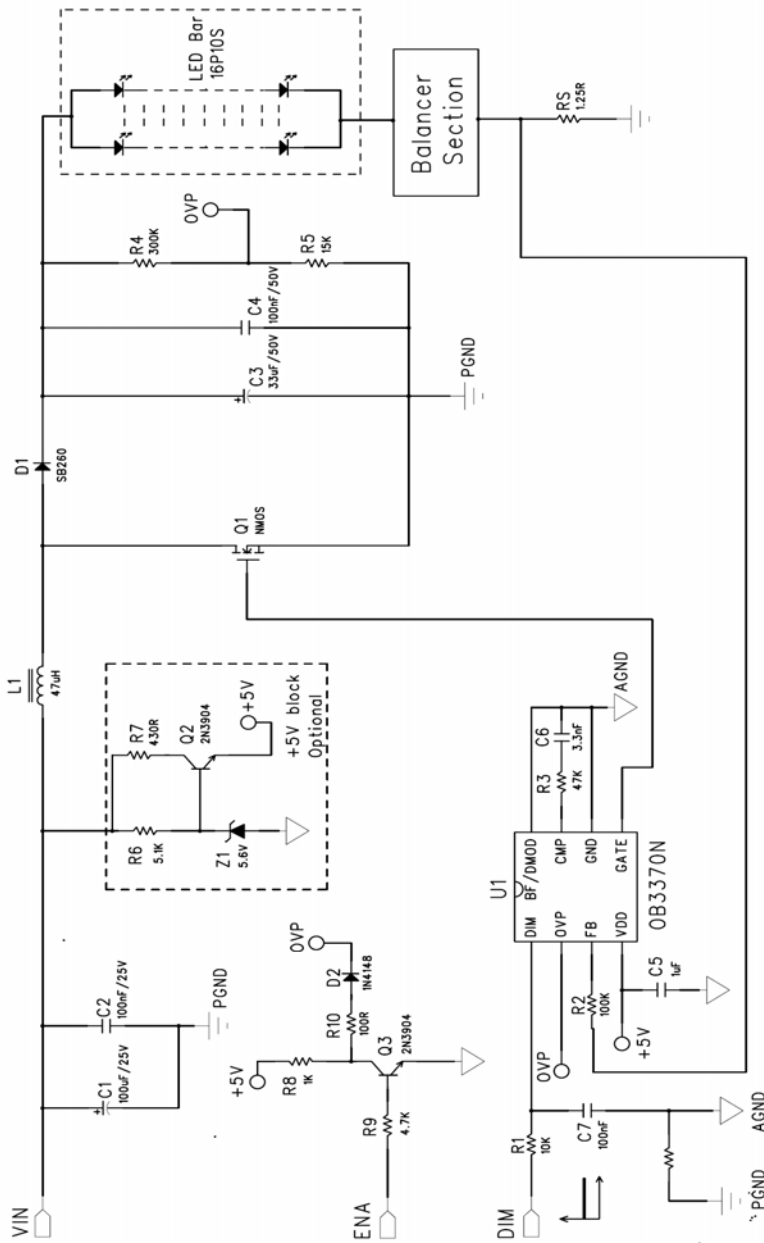 VIN
C1
100uF/25V
C2
100nF/25V
PGND
L1
47uH
R6
5.1K
R7
430R
Q2
2N3904
Z1
5.6V
+5V
+5V block
Optional
D1
SB260
Q1
NMOS
C3
33uF/50V
C4
100nF/50V
PGND
R4
300K
OVP
R5
15K
LED Bar
16P10S
Balancer
Section
RS
1.25R
ENA
R9
4.7K
+5V
R8
1K
R10
100R
D2
1N4148
OVP
Q3
2N3904
DIM
R1
10K
C7
100nF
PGND
AGND
OVP
R2
100K
+5V
C5
1uF
U1
DIM
BF/DMOD
OVP
CMP
FB
GND
VDD
GATE
OB3370N
R3
47K
C6
3.3nF
AGND